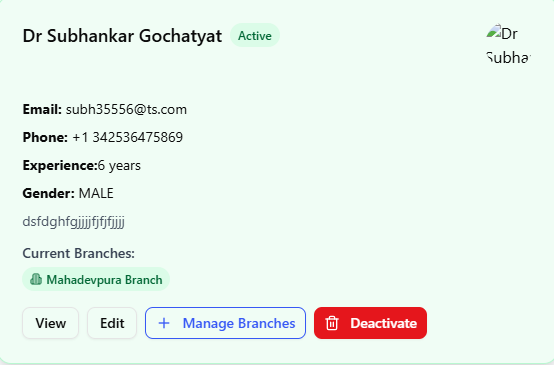 Dr Subhankar Gochatyat Active
Dr
Subha
Email: subh35556@ts.com
Phone: +1 342536475869
Experience:6 years
Gender: MALE
dsfdghfgjjjjfjfjfjjjj
Current Branches:
Mahadevpura Branch
View Edit + Manage Branches Deactivate